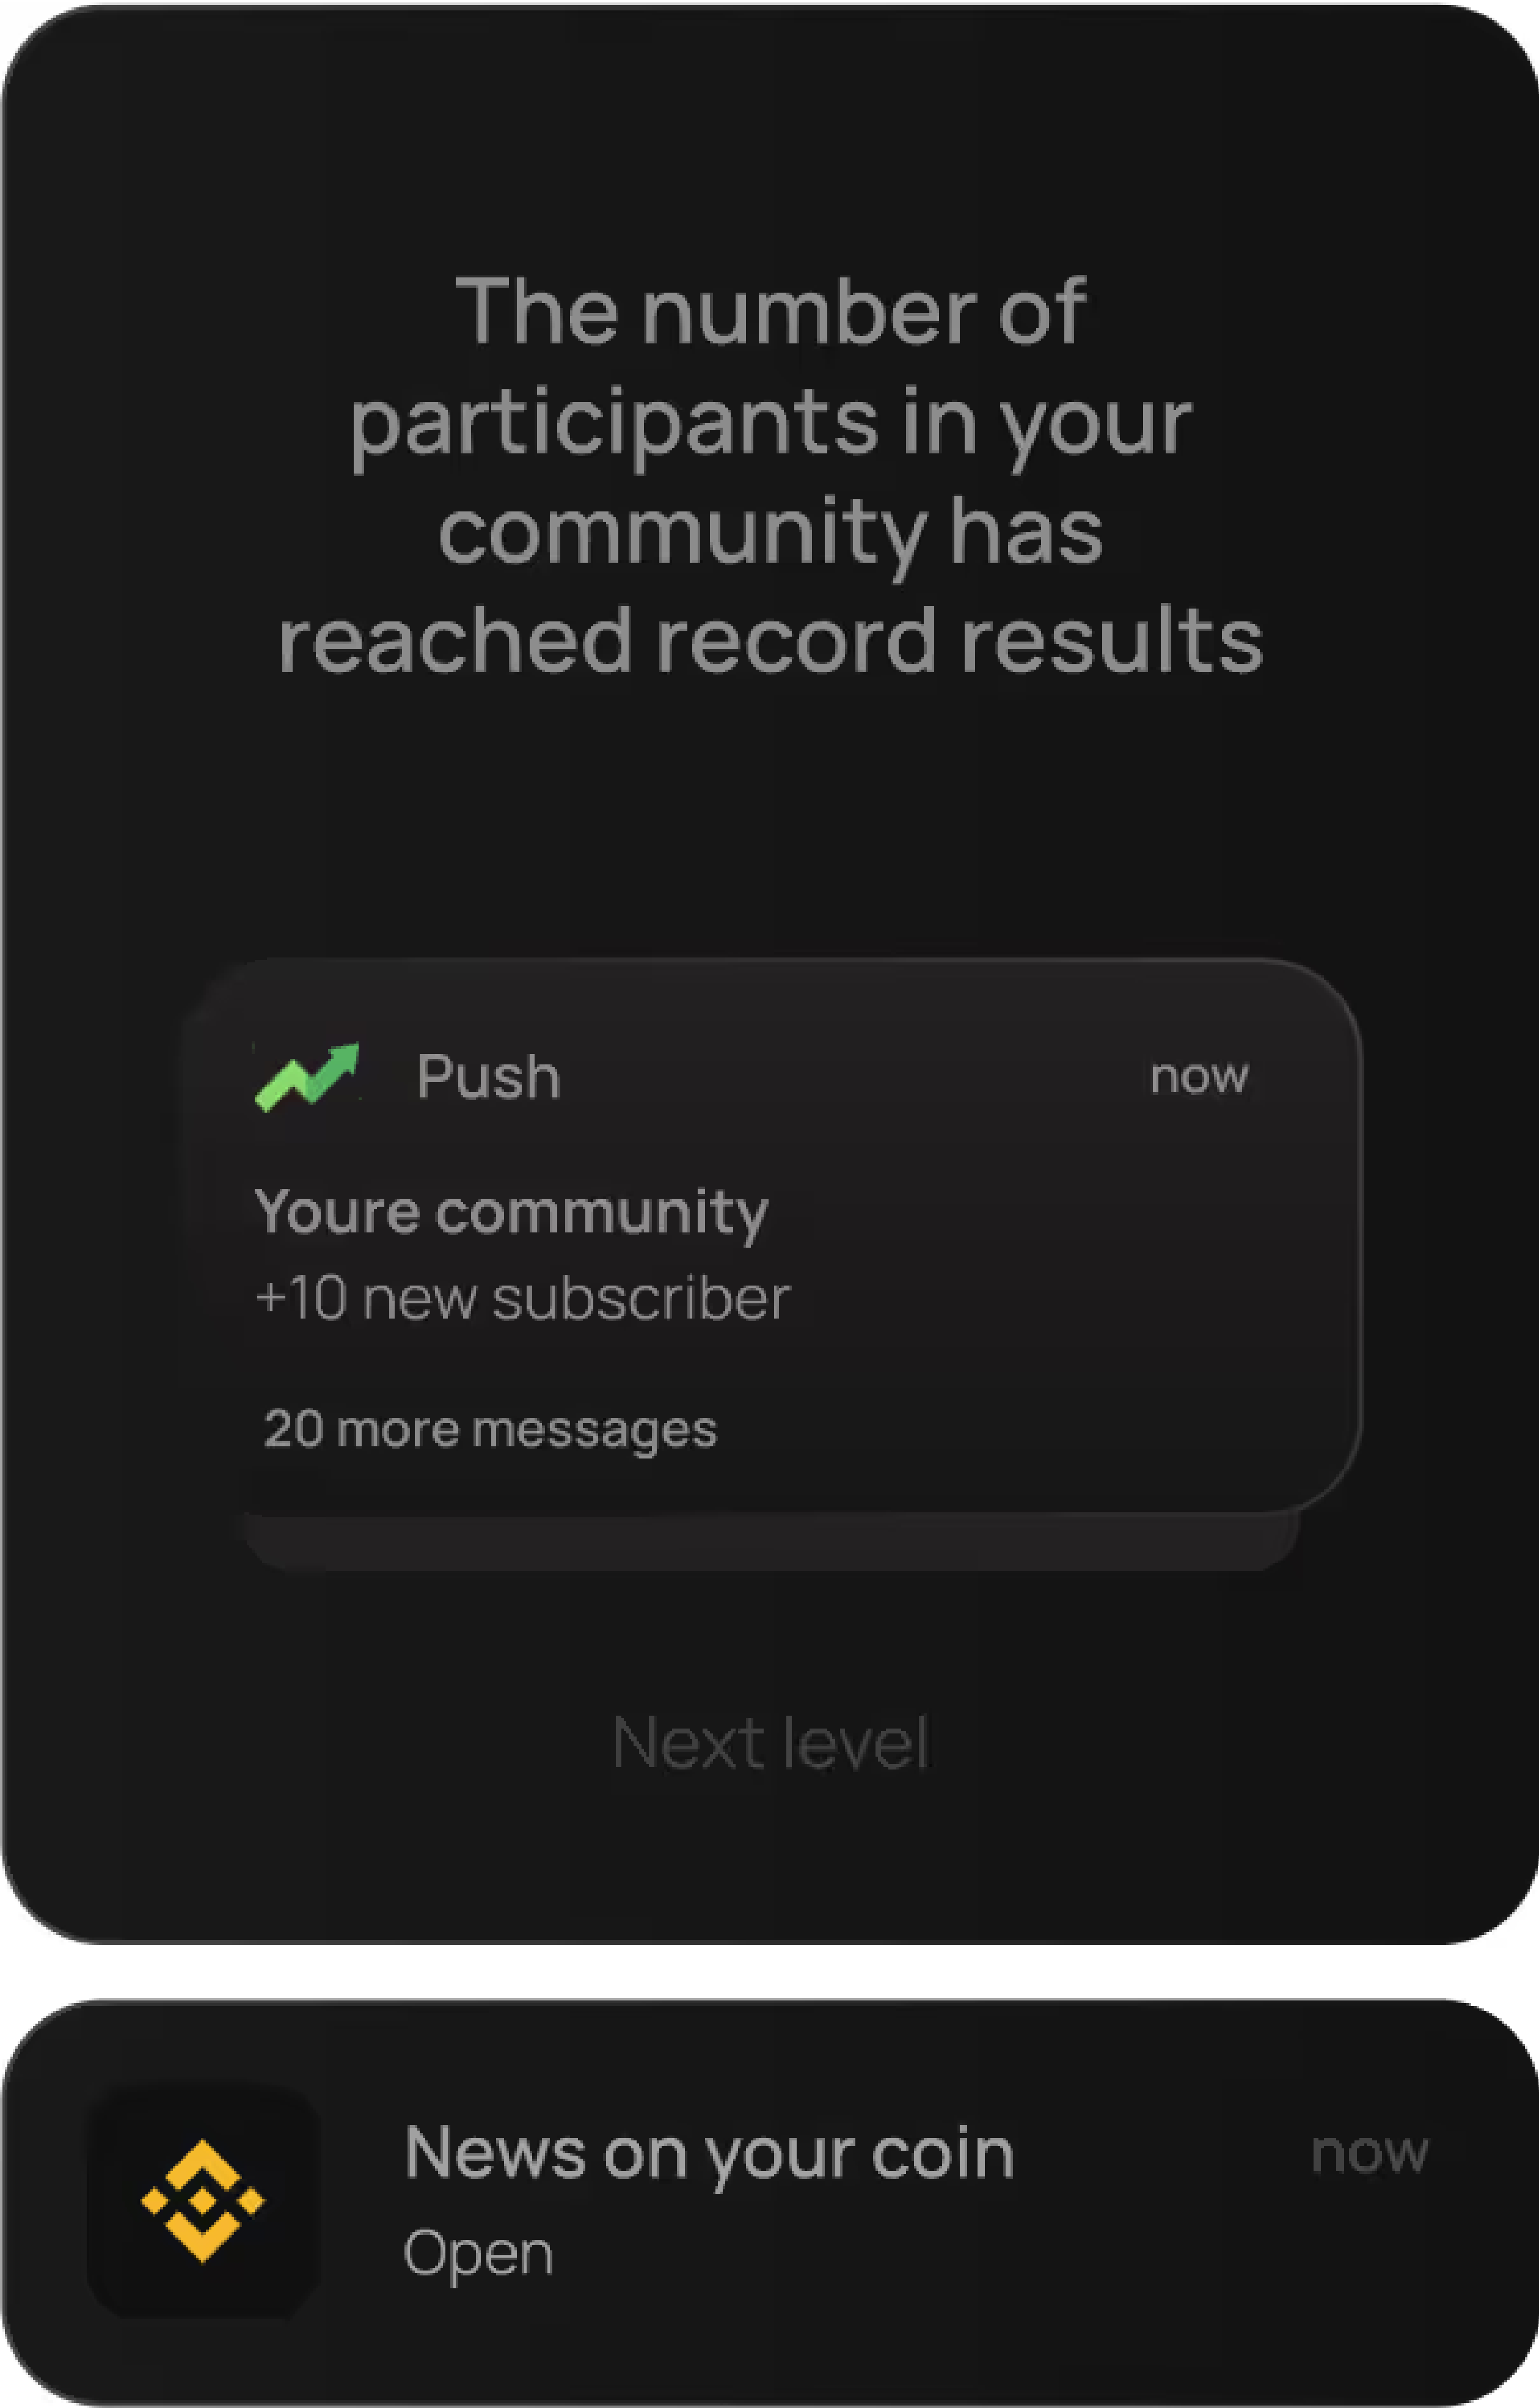 The number of
participants in your
community has
reached record results
Push
now
Youre community
+10 new subscriber
20 more messages
Next level
News on your coin
now
Open